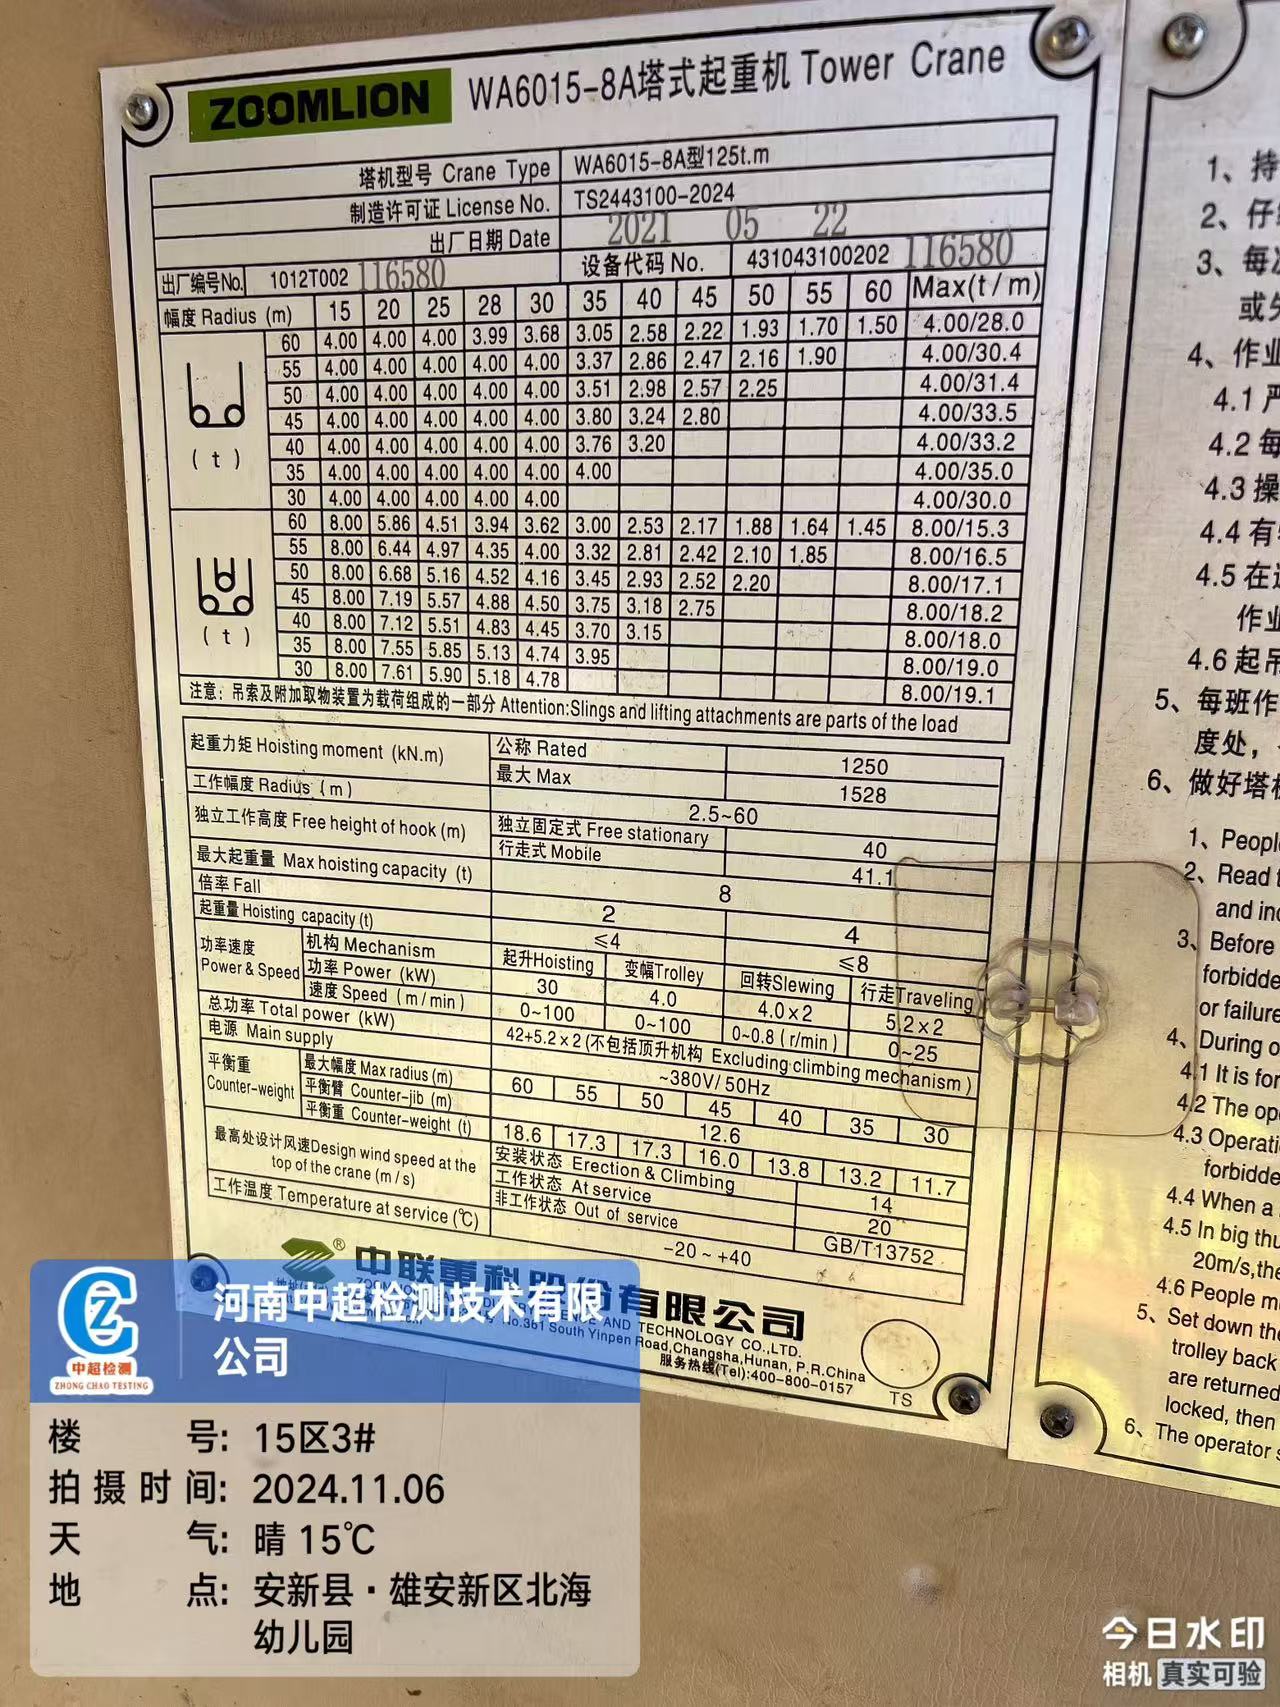 ZOOMLION WA6015-8A塔式起重机 Tower Crane
塔机型号 Crane Type WA6015-8A型125t.m
制造许可证 License No. TS2443100-2024
出厂日期 Date 2021 05 22
出厂编号No. 1012T002 116580 设备代码 No. 431043100202 116580
幅度 Radius (m) 15 20 25 28 30 35 40 45 50 55 60 Max(t/m)
60 4.00 4.00 4.00 3.99 3.68 3.05 2.58 2.22 1.93 1.70 1.50 4.00/28.0
55 4.00 4.00 4.00 4.00 4.00 3.37 2.86 2.47 2.16 1.90 4.00/30.4
50 4.00 4.00 4.00 4.00 4.00 3.51 2.98 2.57 2.25 4.00/31.4
45 4.00 4.00 4.00 4.00 4.00 3.80 3.24 2.80 4.00/33.5
40 4.00 4.00 4.00 4.00 4.00 3.76 3.20 4.00/33.2
(t)
35 4.00 4.00 4.00 4.00 4.00 4.00 4.00/35.0
30 4.00 4.00 4.00 4.00 4.00 4.00/30.0
60 8.00 5.86 4.51 3.94 3.62 3.00 2.53 2.17 1.88 1.64 1.45 8.00/15.3
55 8.00 6.44 4.97 4.35 4.00 3.32 2.81 2.42 2.10 1.85 8.00/16.5
50 8.00 6.68 5.16 4.52 4.16 3.45 2.93 2.52 2.20 8.00/17.1
45 8.00 7.19 5.57 4.88 4.50 3.75 3.18 2.75 8.00/18.2
40 8.00 7.12 5.51 4.83 4.45 3.70 3.15 8.00/18.0
(t)
35 8.00 7.55 5.85 5.13 4.74 3.95 8.00/19.0
30 8.00 7.61 5.90 5.18 4.78 8.00/19.1
注意：吊索及附加取物装置为载荷组成的一部分 Attention:Slings and lifting attachments are parts of the load
起重力矩 Hoisting moment (kN.m) 公称 Rated 1250
最大 Max 1528
工作幅度 Radius (m) 2.5~60
独立工作高度 Free height of hook (m) 独立固定式 Free stationary 40
行走式 Mobile 41.1
最大起重量 Max hoisting capacity (t) 8
倍率 Fall 2 4
起重量 Hoisting capacity (t) ≤4 ≤8
功率速度 Power & Speed 机构 Mechanism 起升Hoisting 变幅Trolley 回转Slewing 行走Traveling
功率 Power (kW) 30 4.0 4.0×2 5.2×2
速度 Speed (m/min) 0~100 0~100 0~0.8 (r/min) 0~25
总功率 Total power (kW) 42+5.2×2 (不包括顶升机构 Excluding climbing mechanism)
电源 Main supply ~380V/ 50Hz
平衡重 Counter-weight 最大幅度 Max radius (m) 60 55 50 45 40 35 30
平衡臂 Counter-jib (m) 12.6
平衡重 Counter-weight (t) 18.6 17.3 17.3 16.0 13.8 13.2 11.7
最高处设计风速Design wind speed at the top of the crane (m/s) 安装状态 Erection & Climbing 14
工作状态 At service 20
非工作状态 Out of service GB/T13752
工作温度 Temperature at service (℃) -20~+40
® 中联重科股份有限公司
TECHNOLOGY CO.,LTD.
No.361 South Yinpen Road,Changsha,Hunan, P.R.China
服务热线(Tel):400-800-0157
TS
1、持
2、仔
3、每
4、作业
4.1 严
4.2 每
4.3 操
4.4 有
4.5 在
作业
4.6 起吊
5、每班作
度处，
6、做好塔
1、People
2、Read
and
3、Before
or failure
4、During
4.1 It is for
4.2 The
4.3
4.4 When a
4.5 In big
20m/s,the
4.6 People
5、Set down the
trolley back
are returned
locked, then
6、The operator
中超检测
ZHONG CHAO TESTING
河南中超检测技术有限
公司
楼号: 15区3#
拍摄时间: 2024.11.06
天气: 晴 15℃
地点: 安新县·雄安新区北海
幼儿园
今日水印
相机 真实可验